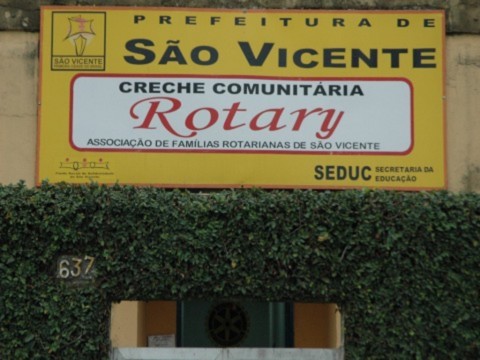 PREFEITURA DE
SÃO VICENTE
SÃO VICENTE
CRECHE COMUNITÁRIA
Rotary
ASSOCIAÇÃO DE FAMÍLIAS ROTARIANAS DE SÃO VICENTE
SEDUC SECRETARIA DA
EDUCAÇÃO
637